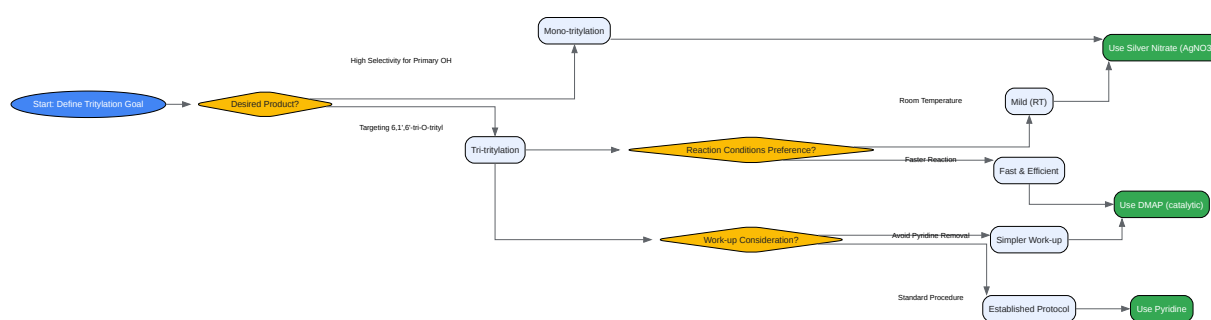 Mono-tritylation
Use Silver Nitrate (AgNO3
High Selectivity for Primary OH
Start: Define Tritylation Goal
Desired Product?
Room Temperature
Mild (RT)
Targeting 6,1',6'-tri-O-trityl
Tri-tritylation
Reaction Conditions Preference?
Faster Reaction
Fast & Efficient
Use DMAP (catalytic)
Work-up Consideration?
Avoid Pyridine Removal
Simpler Work-up
Standard Procedure
Established Protocol
Use Pyridine